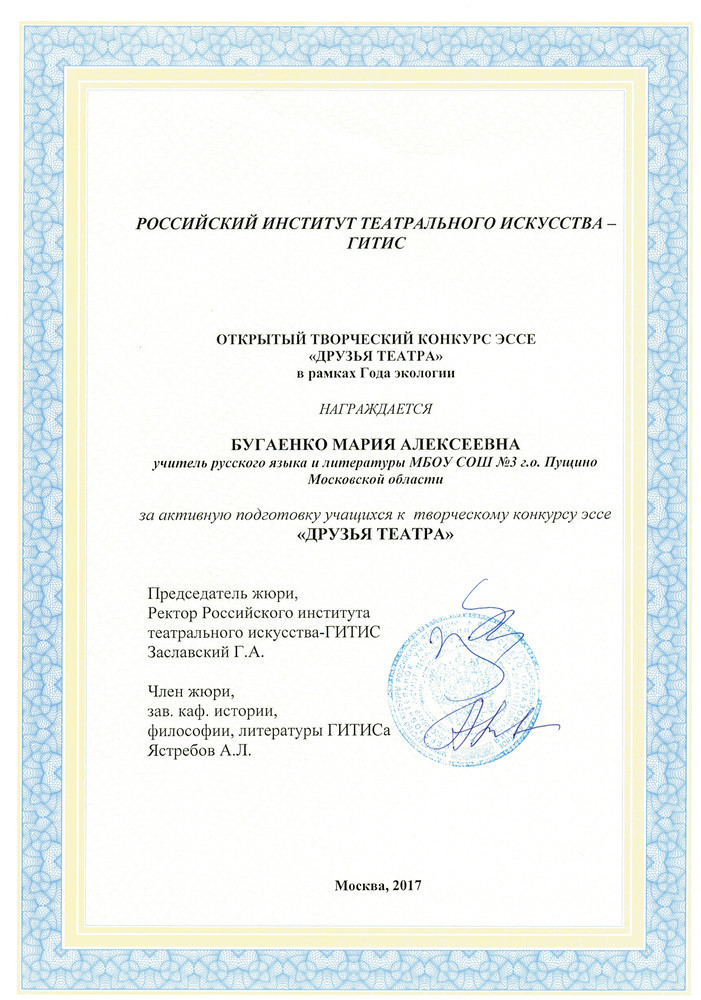 РОССИЙСКИЙ ИНСТИТУТ ТЕАТРАЛЬНОГО ИСКУССТВА –
ГИТИС
ОТКРЫТЫЙ ТВОРЧЕСКИЙ КОНКУРС ЭССЕ
«ДРУЗЬЯ ТЕАТРА»
в рамках Года экологии
НАГРАЖДАЕТСЯ
БУГАЕНКО МАРИЯ АЛЕКСЕЕВНА
учитель русского языка и литературы МБОУ СОШ №3 г.о. Пущино
Московской области
за активную подготовку учащихся к творческому конкурсу эссе
«ДРУЗЬЯ ТЕАТРА»
Председатель жюри,
Ректор Российского института
театрального искусства-ГИТИС
Заславский Г.А.
Член жюри,
зав. каф. истории,
философии, литературы ГИТИСа
Ястребов А.Л.
Москва, 2017